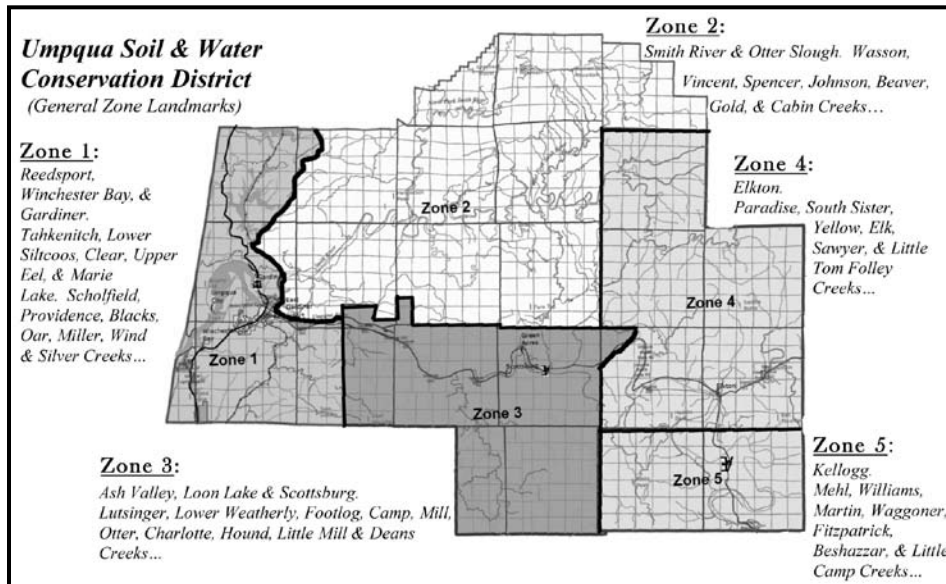 Umpqua Soil & Water
Conservation District
(General Zone Landmarks)
Zone 1:
Reedsport,
Winchester Bay, &
Gardiner.
Tahkenitch, Lower
Siltcoos, Clear, Upper
Eel, & Marie
Lake. Scholfield,
Providence, Blacks,
Oar, Miller, Wind
& Silver Creeks...
Zone 2:
Smith River & Otter Slough. Wasson,
Vincent, Spencer, Johnson, Beaver,
Gold, & Cabin Creeks...
Zone 4:
Elkton.
Paradise, South Sister,
Yellow, Elk,
Sawyer, & Little
Tom Folley
Creeks...
Zone 2
Zone 4
Zone 1
Zone 3
Zone 5
Zone 3:
Ash Valley, Loon Lake & Scottsburg.
Lutsinger, Lower Weatherly, Footlog, Camp, Mill,
Otter, Charlotte, Hound, Little Mill & Deans
Creeks...
Zone 5:
Kellogg.
Mehl, Williams,
Martin, Waggoner,
Fitzpatrick,
Beshazzar, & Little
Camp Creeks...